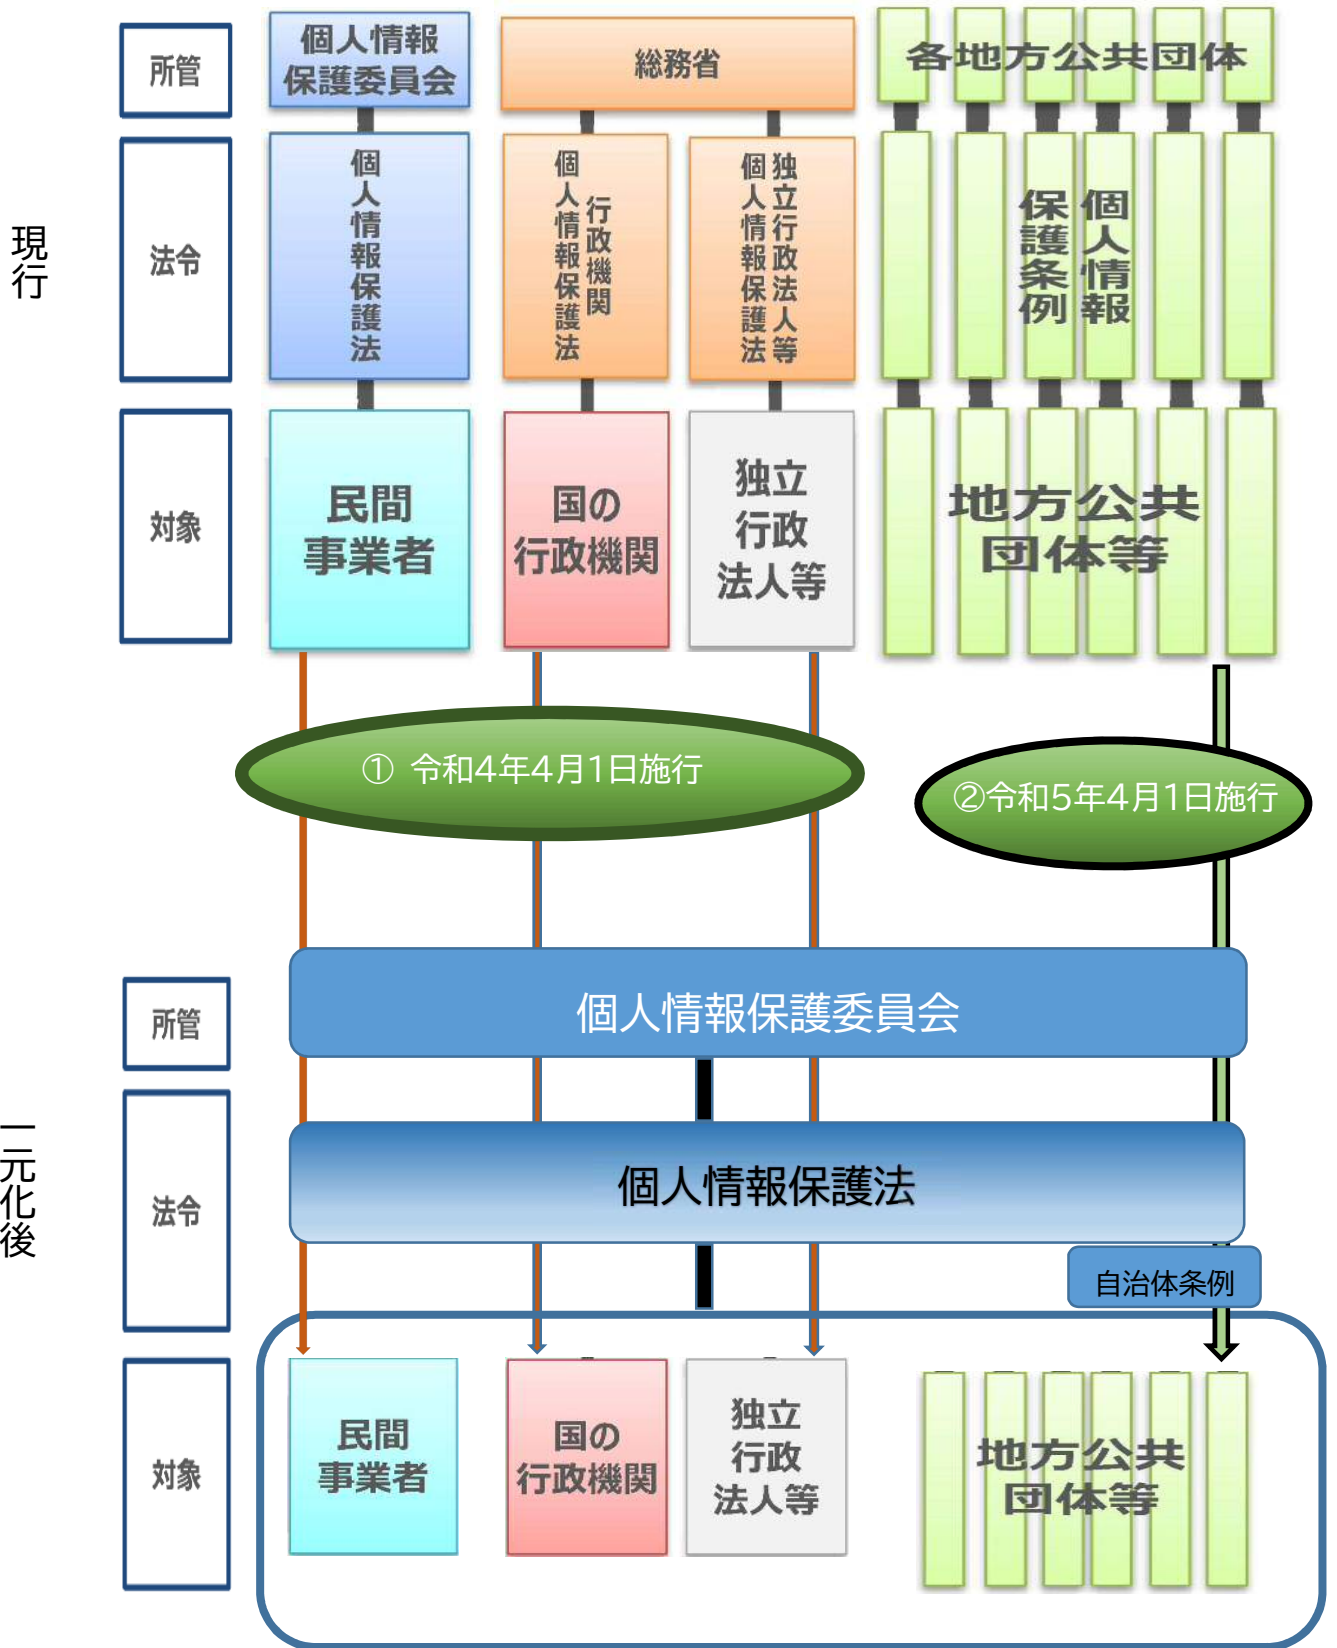 現行
所管
個人情報
保護委員会
総務省
各地方公共団体
法令
個人情報保護法
行政機関
個人情報保護法
独立行政法人等
個人情報保護法
個人情報
保護条例
対象
民間
事業者
国の
行政機関
独立
行政
法人等
地方公共
団体等
① 令和4年4月1日施行
②令和5年4月1日施行
一元化後
所管
個人情報保護委員会
法令
個人情報保護法
自治体条例
対象
民間
事業者
国の
行政機関
独立
行政
法人等
地方公共
団体等